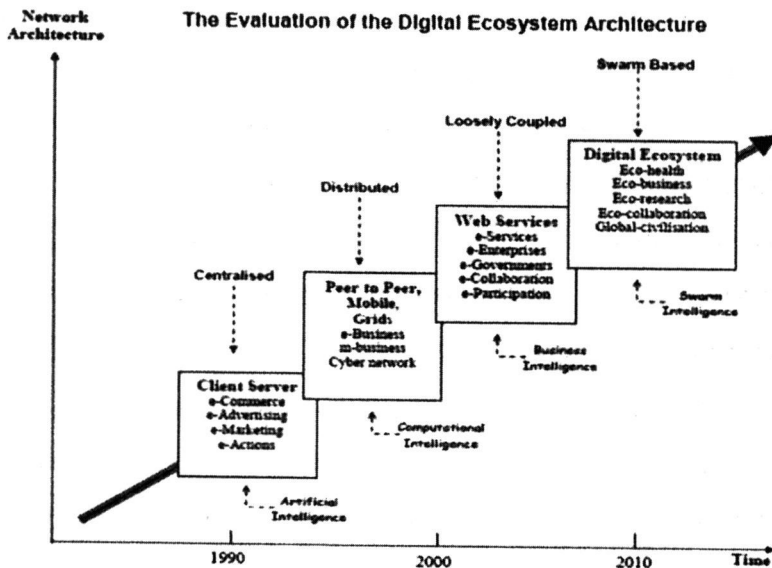 The Evaluation of the Digital Ecosystem Architecture
Network
Architecture
Swarm Based
Loosely Coupled
Distributed
Centralised
Digital Ecosystem
Eco-health
Eco-business
Eco-research
Eco-collaboration
Global-civilisation
Web Services
e-Services
e-Enterprises
e-Governments
e-Collaboration
e-Participation
Peer to Peer,
Mobile,
Grids
e-Business
m-business
Cyber network
Client Server
e-Commerce
e-Advertising
e-Marketing
e-Actions
Swarm
Intelligence
Business
Intelligence
Computational
Intelligence
Artificial
Intelligence
1990
2000
2010
Time